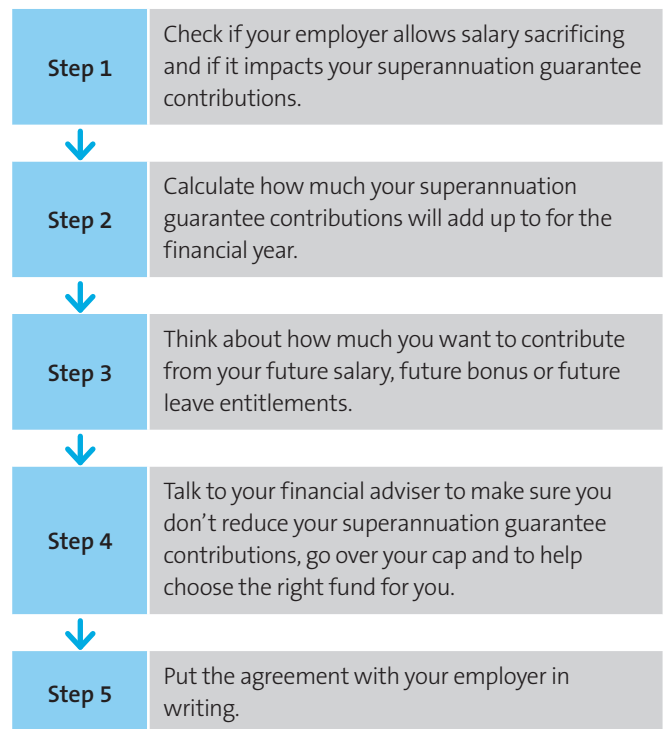 Step 1
Check if your employer allows salary sacrificing
and if it impacts your superannuation guarantee
contributions.
Step 2
Calculate how much your superannuation
guarantee contributions will add up to for the
financial year.
Step 3
Think about how much you want to contribute
from your future salary, future bonus or future
leave entitlements.
Step 4
Talk to your financial adviser to make sure you
don’t reduce your superannuation guarantee
contributions, go over your cap and to help
choose the right fund for you.
Step 5
Put the agreement with your employer in
writing.